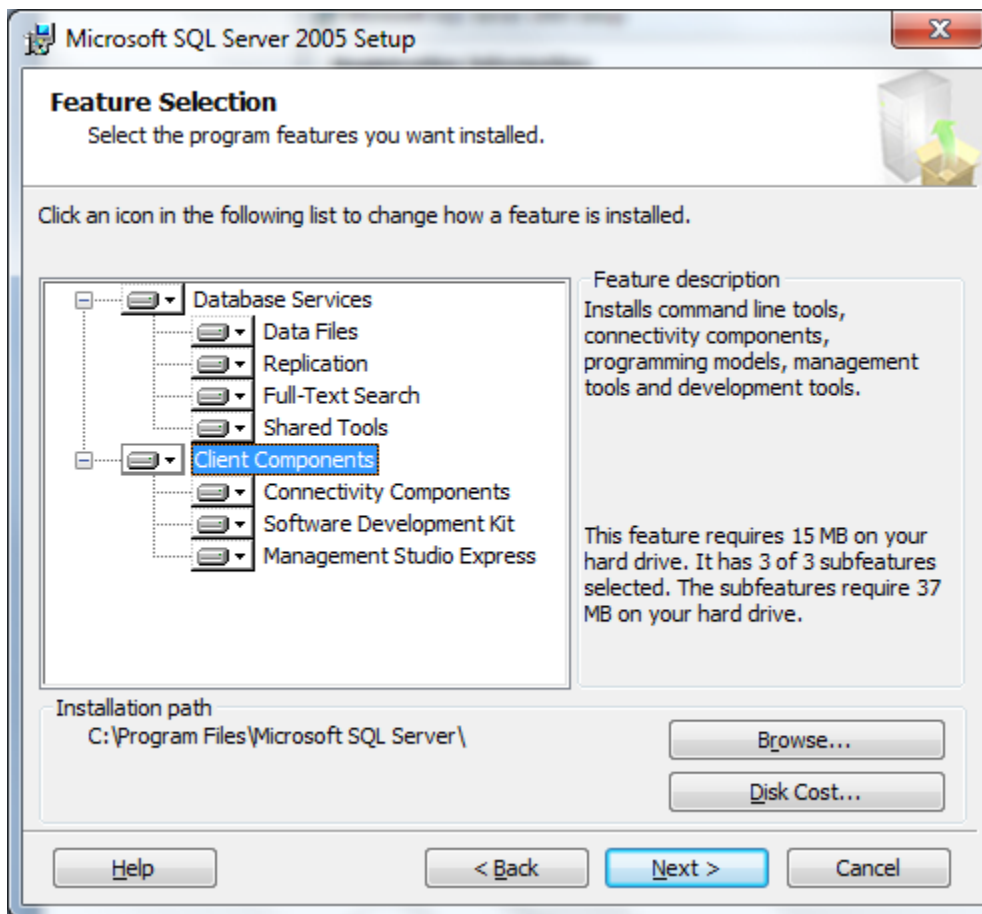 Microsoft SQL Server 2005 Setup
Feature Selection
Select the program features you want installed.
Click an icon in the following list to change how a feature is installed.
Database Services
Data Files
Replication
Full-Text Search
Shared Tools
Client Components
Connectivity Components
Software Development Kit
Management Studio Express
Feature description
Installs command line tools,
connectivity components,
programming models, management
tools and development tools.
This feature requires 15 MB on your
hard drive. It has 3 of 3 subfeatures
selected. The subfeatures require 37
MB on your hard drive.
Installation path
C:\Program Files\Microsoft SQL Server\
Browse...
Disk Cost...
Help
< Back
Next >
Cancel